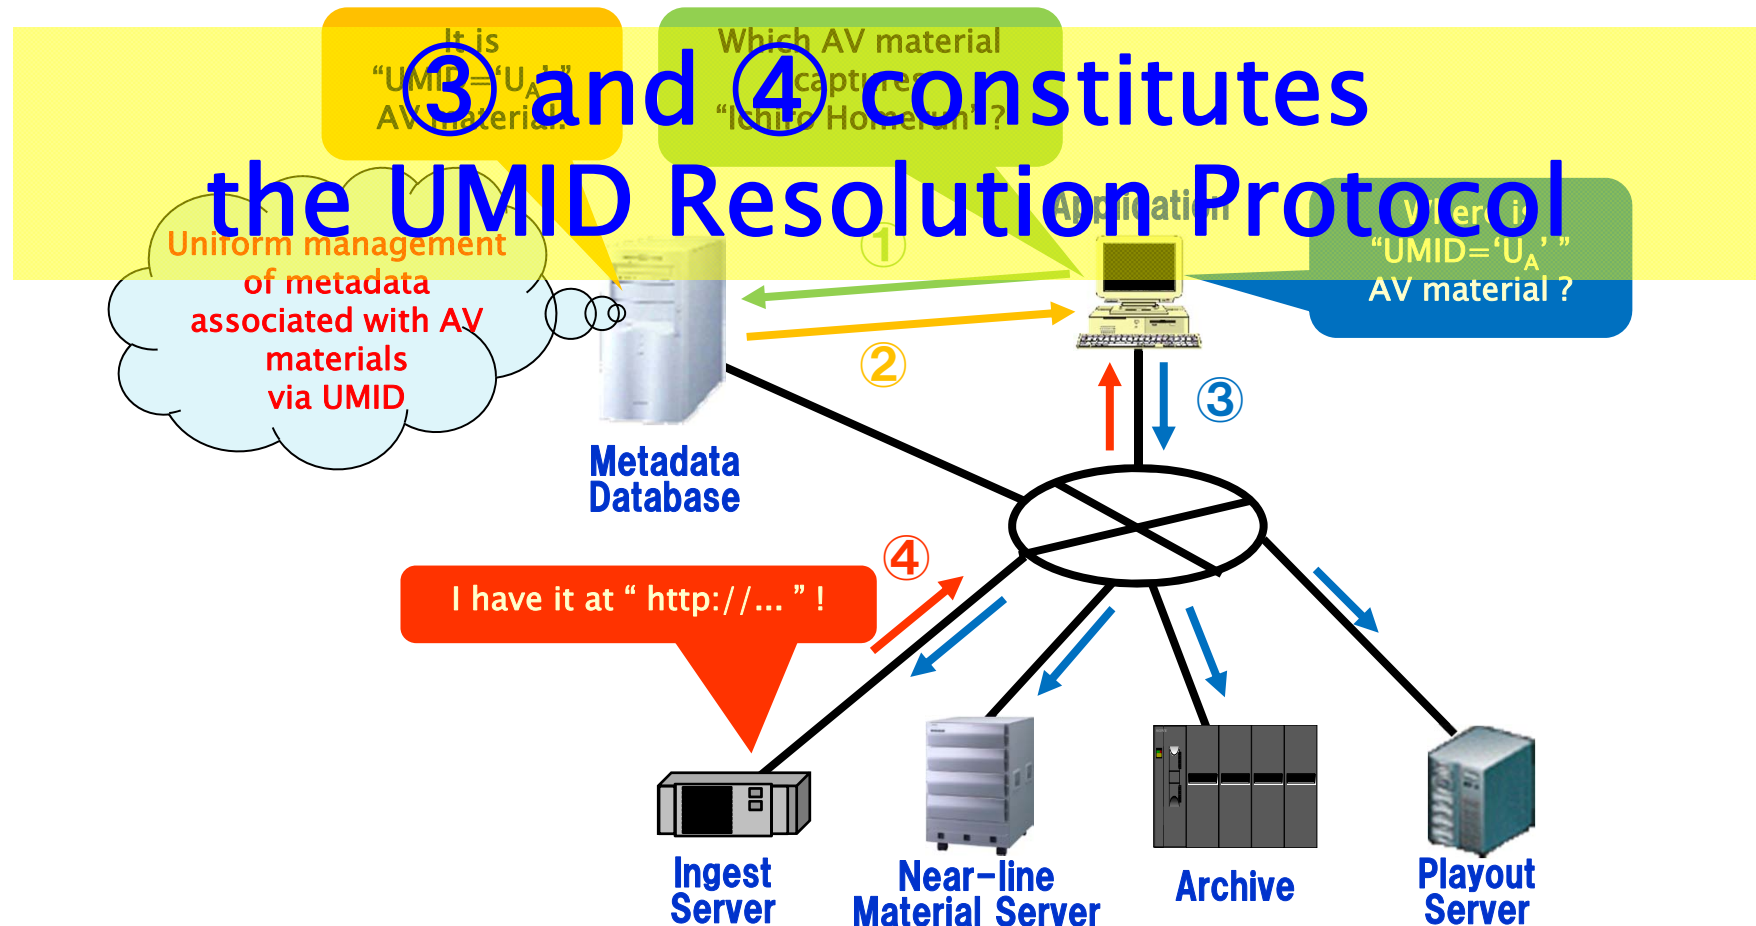 ③ and ④ constitutes
the UMID Resolution Protocol
It is
“UMID=‘UA’ ”
AV material.
Which AV material
captures
“Ichiro Homerun” ?
Application
Where is
“UMID=‘UA’ ”
AV material ?
Uniform management
of metadata
associated with AV
materials
via UMID
①
②
③
Metadata
Database
④
I have it at “ http://... ” !
Ingest
Server
Near-line
Material Server
Archive
Playout
Server